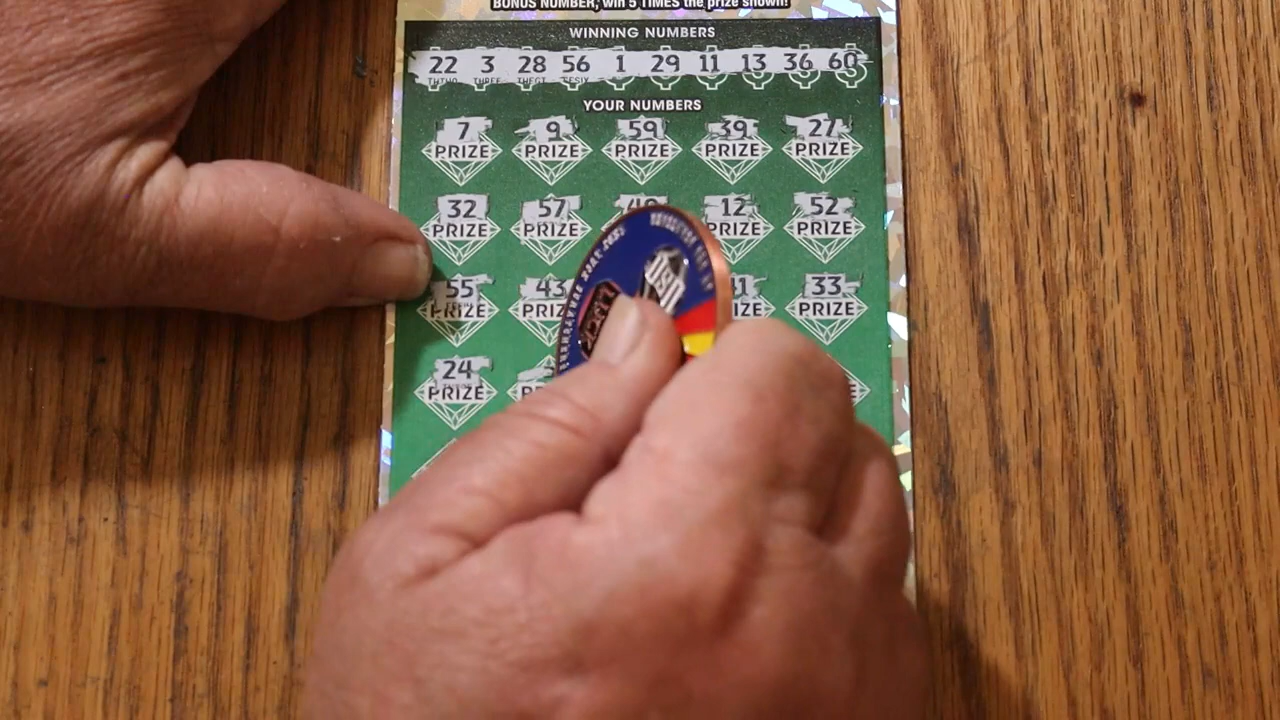 BONUS NUMBER, win 5 TIMES the prize shown!
WINNING NUMBERS
22 3 28 56 1 29 11 13 36 60
YOUR NUMBERS
7 9 59 39 27
PRIZE PRIZE PRIZE PRIZE PRIZE
32 57 12 52
PRIZE PRIZE PRIZE PRIZE
55 43 33
PRIZE PRIZE
24
PRIZE